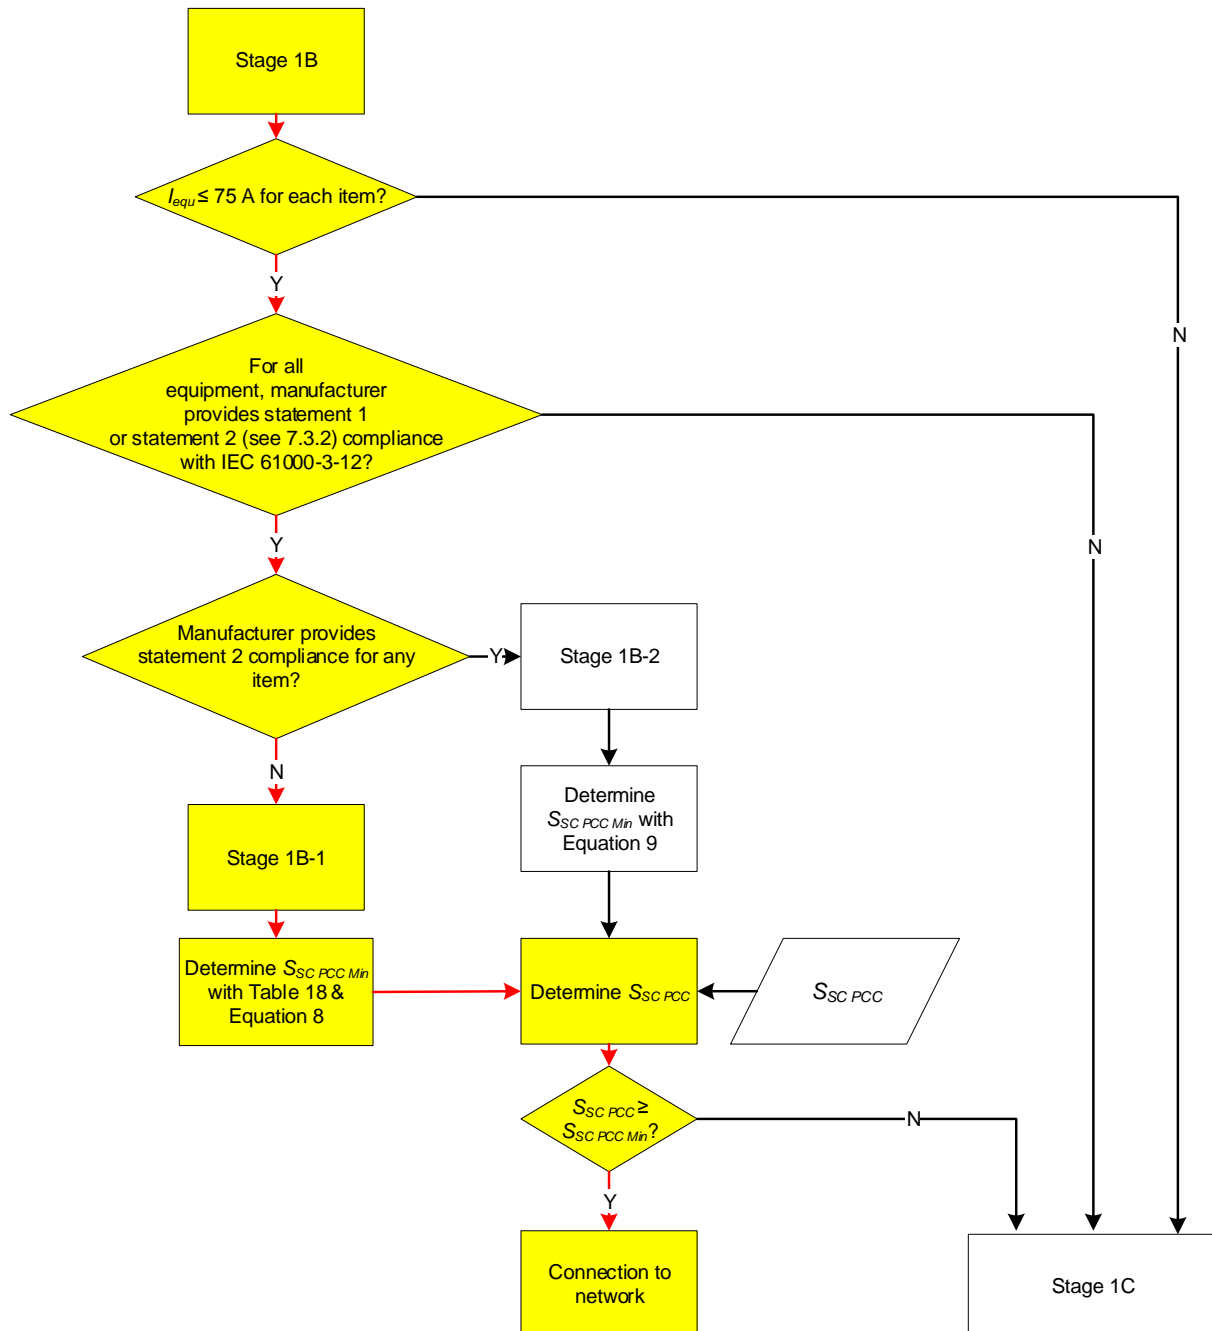 Stage 1B
Iequ ≤ 75 A for each item?
Y
N
For all
equipment, manufacturer
provides statement 1
or statement 2 (see 7.3.2) compliance
with IEC 61000-3-12?
Y
N
Manufacturer provides
statement 2 compliance for any
item?
Y
Stage 1B-2
N
Determine
SSC PCC Min with
Equation 9
Stage 1B-1
Determine SSC PCC Min
with Table 18 &
Equation 8
Determine SSC PCC
SSC PCC
SSC PCC ≥
SSC PCC Min?
N
Y
Connection to
network
Stage 1C